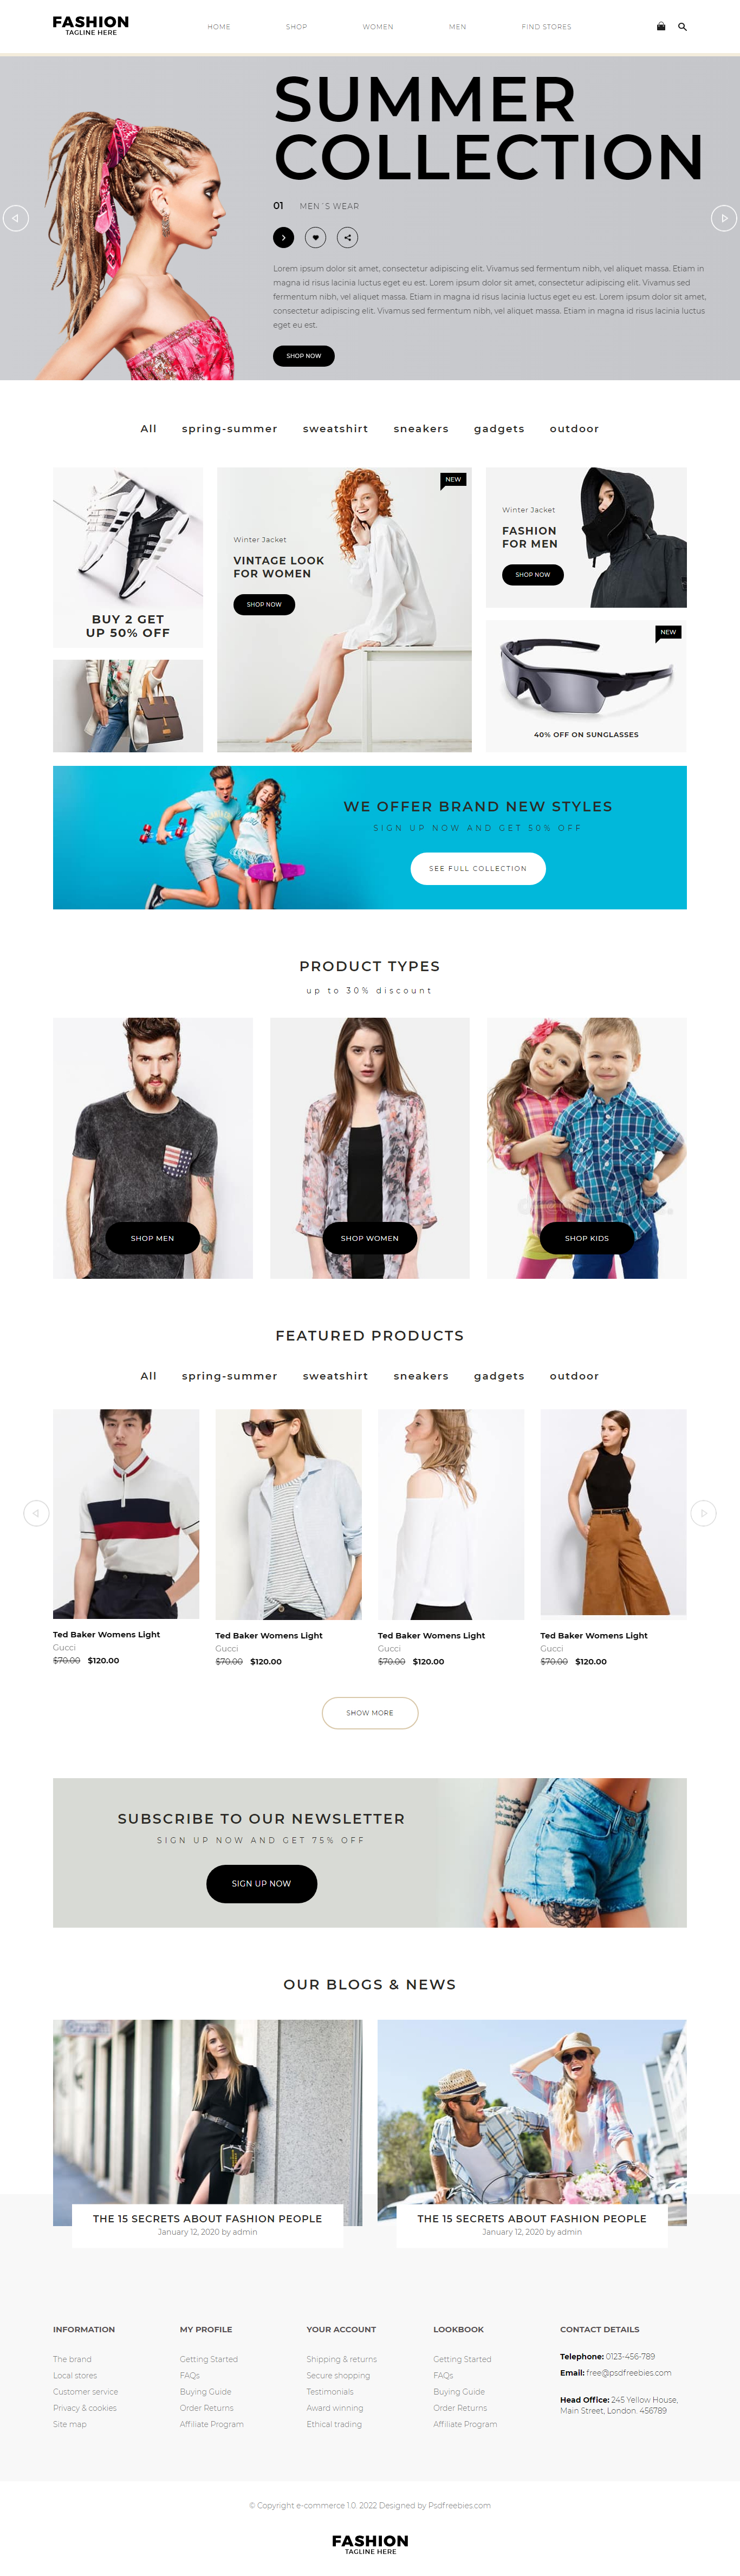 FASHION
TAGLINE HERE
HOME SHOP WOMEN MEN FIND STORES
SUMMER
COLLECTION
01 MEN´S WEAR
Lorem ipsum dolor sit amet, consectetur adipiscing elit. Vivamus sed fermentum nibh, vel aliquet massa. Etiam in
magna id risus lacinia luctus eget eu est. Lorem ipsum dolor sit amet, consectetur adipiscing elit. Vivamus sed
fermentum nibh, vel aliquet massa. Etiam in magna id risus lacinia luctus eget eu est. Lorem ipsum dolor sit amet,
consectetur adipiscing elit. Vivamus sed fermentum nibh, vel aliquet massa. Etiam in magna id risus lacinia luctus
eget eu est.
SHOP NOW
All spring-summer sweatshirt sneakers gadgets outdoor
BUY 2 GET
UP 50% OFF
NEW
Winter Jacket
VINTAGE LOOK
FOR WOMEN
SHOP NOW
Winter Jacket
FASHION
FOR MEN
SHOP NOW
NEW
40% OFF ON SUNGLASSES
WE OFFER BRAND NEW STYLES
SIGN UP NOW AND GET 50% OFF
SEE FULL COLLECTION
PRODUCT TYPES
up to 30% discount
SHOP MEN
SHOP WOMEN
SHOP KIDS
FEATURED PRODUCTS
All spring-summer sweatshirt sneakers gadgets outdoor
Ted Baker Womens Light
Gucci
$70.00 $120.00
Ted Baker Womens Light
Gucci
$70.00 $120.00
Ted Baker Womens Light
Gucci
$70.00 $120.00
Ted Baker Womens Light
Gucci
$70.00 $120.00
SHOW MORE
SUBSCRIBE TO OUR NEWSLETTER
SIGN UP NOW AND GET 75% OFF
SIGN UP NOW
OUR BLOGS & NEWS
THE 15 SECRETS ABOUT FASHION PEOPLE
January 12, 2020 by admin
THE 15 SECRETS ABOUT FASHION PEOPLE
January 12, 2020 by admin
INFORMATION
The brand
Local stores
Customer service
Privacy & cookies
Site map
MY PROFILE
Getting Started
FAQs
Buying Guide
Order Returns
Affiliate Program
YOUR ACCOUNT
Shipping & returns
Secure shopping
Testimonials
Award winning
Ethical trading
LOOKBOOK
Getting Started
FAQs
Buying Guide
Order Returns
Affiliate Program
CONTACT DETAILS
Telephone: 0123-456-789
Email: free@psdfreebies.com
Head Office: 245 Yellow House,
Main Street, London. 456789
© Copyright e-commerce 1.0. 2022 Designed by Psdfreebies.com
FASHION
TAGLINE HERE